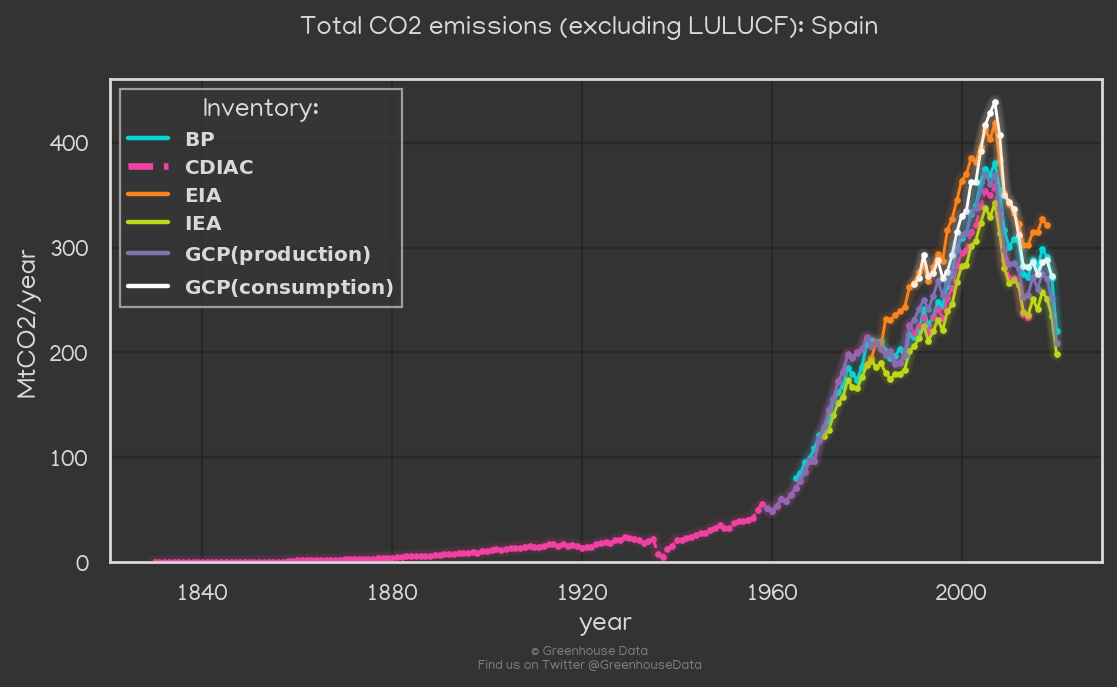 Total CO2 emissions (excluding LULUCF): Spain
Inventory:
BP
CDIAC
EIA
IEA
GCP(production)
GCP(consumption)
MtCO2/year
400
300
200
100
0
1840
1880
1920
1960
2000
year
© Greenhouse Data
Find us on Twitter @GreenhouseData